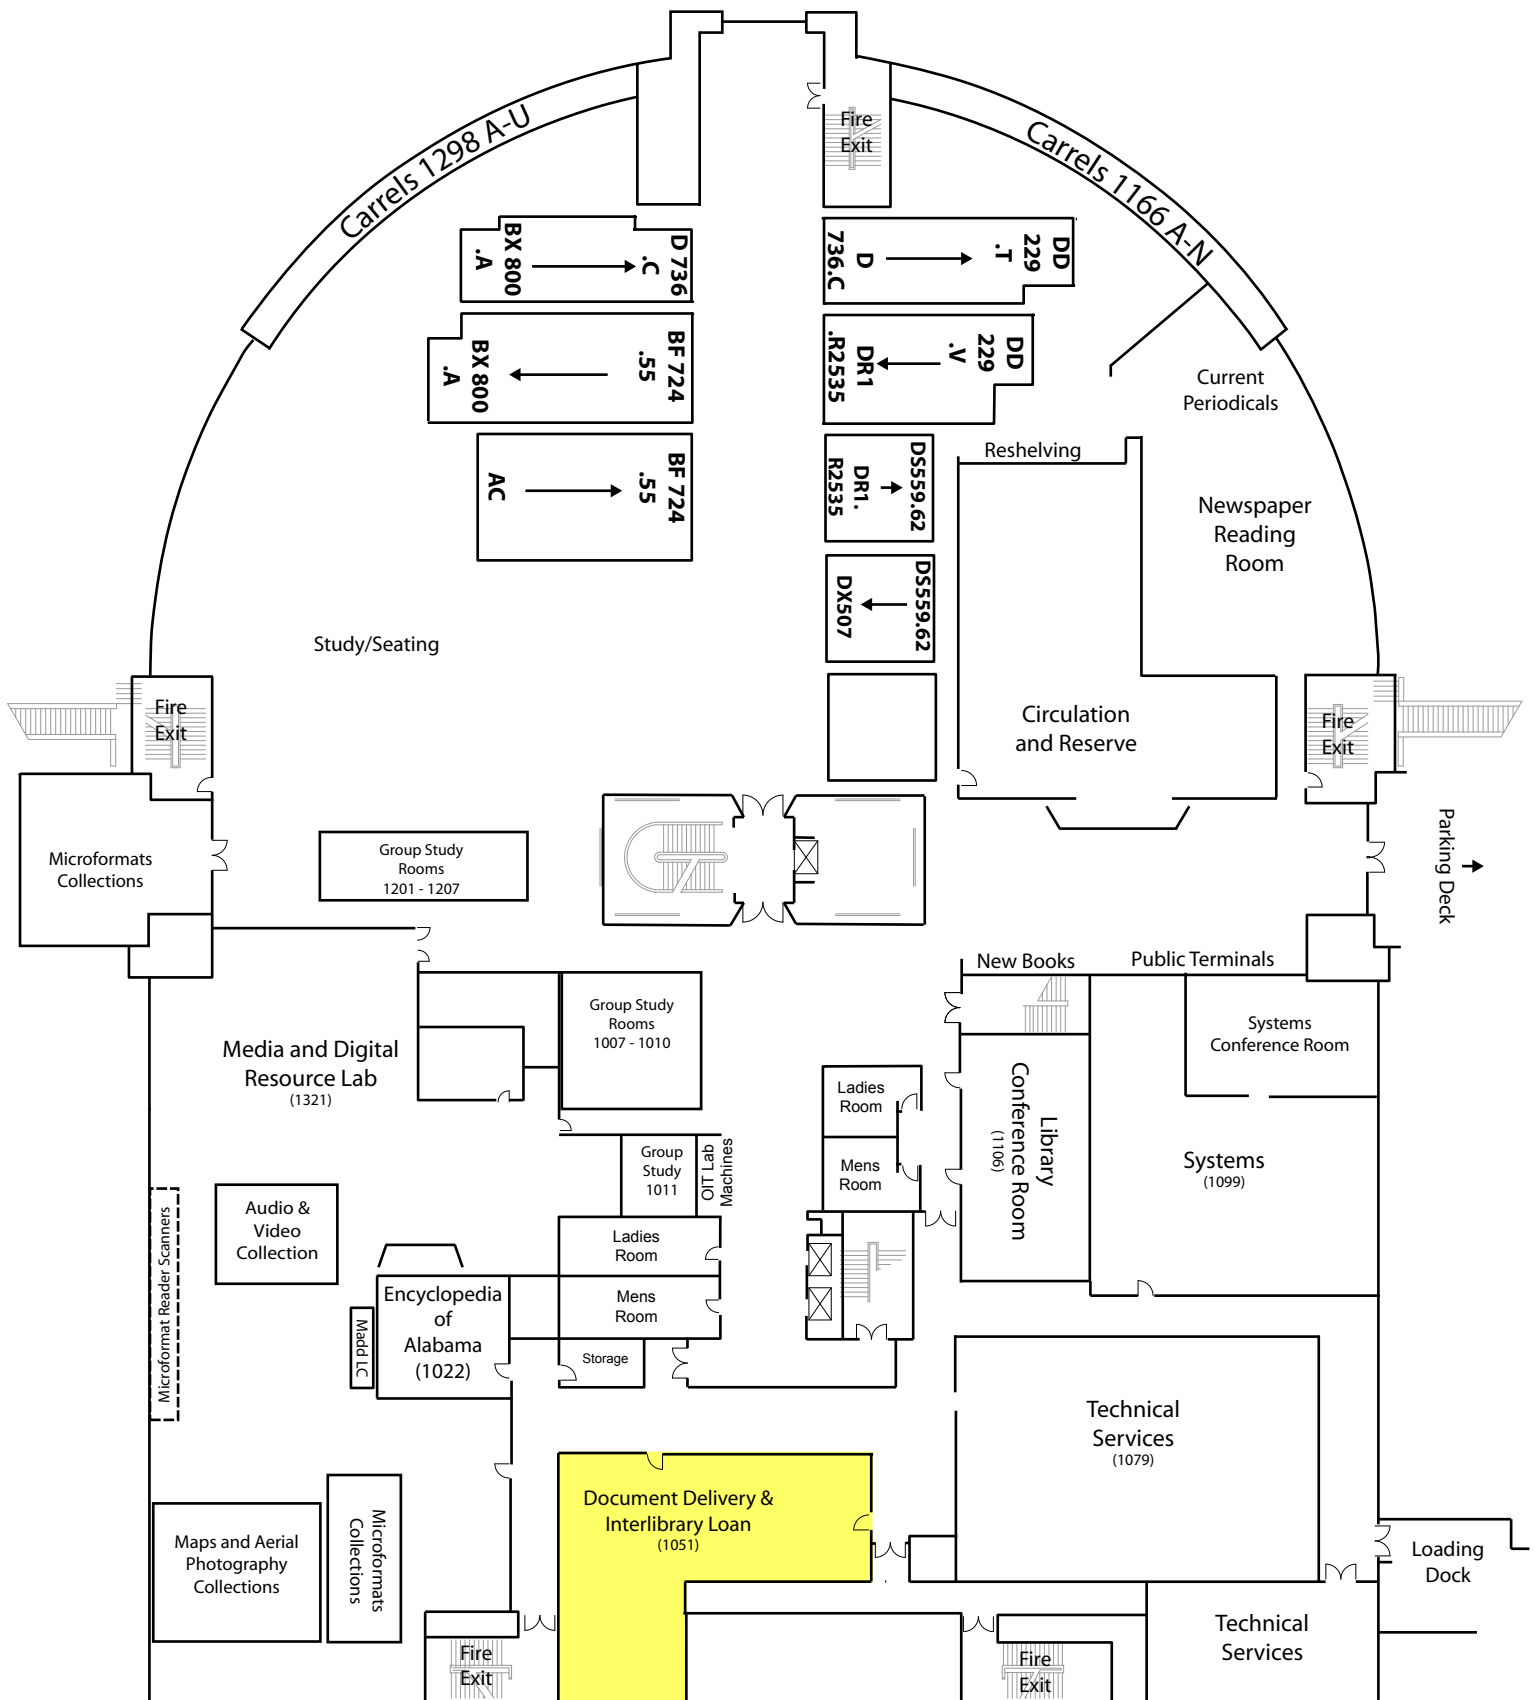 Carrels 1298 A-U
Fire
Exit
Carrels 1166 A-N
BX 800
.A
D 736
.C
D
736.C
DD
229
.T
BX 800
.A
BF 724
.55
DR1
.R2535
DD
229
.V
Current
Periodicals
AC
BF 724
.55
DR1.
R2535
DS559.62
Reshelving
Newspaper
Reading
Room
DX507
DS559.62
Study/Seating
Fire
Exit
Circulation
and Reserve
Fire
Exit
Microformats
Collections
Group Study
Rooms
1201 - 1207
Parking Deck
New Books
Public Terminals
Group Study
Rooms
1007 - 1010
Systems
Conference Room
Media and Digital
Resource Lab
(1321)
Ladies
Room
Library
Conference Room
(1106)
Group
Study
1011
OIT Lab
Machines
Mens
Room
Systems
(1099)
Microformat Reader Scanners
Audio &
Video
Collection
Ladies
Room
Encyclopedia
of
Alabama
(1022)
Mens
Room
Madd LC
Storage
Technical
Services
(1079)
Document Delivery &
Interlibrary Loan
(1051)
Maps and Aerial
Photography
Collections
Microformats
Collections
Loading
Dock
Fire
Exit
Fire
Exit
Technical
Services